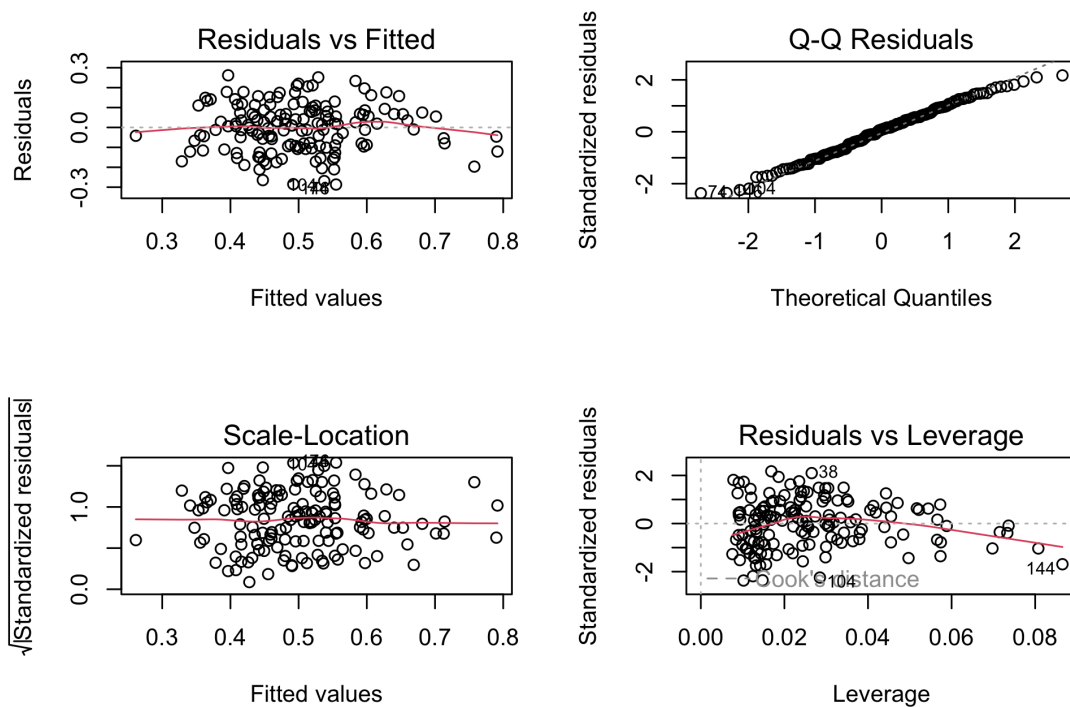 Residuals vs Fitted
Residuals
-0.3 0.0 0.3
104
0.3 0.4 0.5 0.6 0.7 0.8
Fitted values
Q-Q Residuals
Standardized residuals
-2 0 2
74
104
-2 -1 0 1 2
Theoretical Quantiles
Scale-Location
√|Standardized residuals|
0.0 1.0
0.3 0.4 0.5 0.6 0.7 0.8
Fitted values
Residuals vs Leverage
Standardized residuals
-2 0 2
38
144
Cook's distance
104
0.00 0.02 0.04 0.06 0.08
Leverage